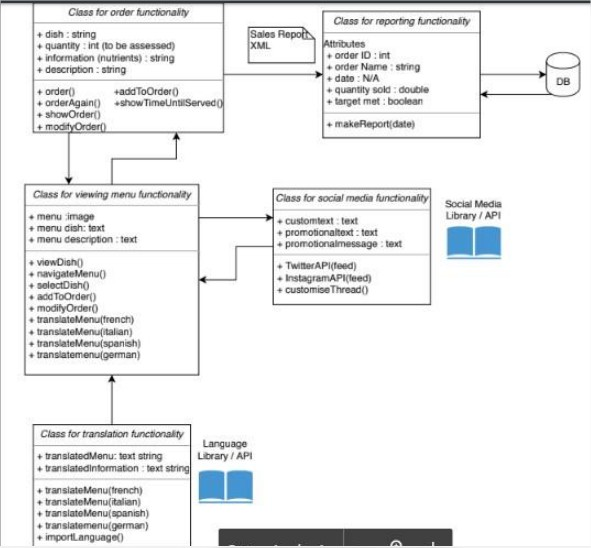 Class for order functionality
+ dish : string
+ quantity : int (to be assessed)
+ information (nutrients) : string
+ description : string
+ order() +addToOrder()
+ orderAgain() +showTimeUntilServed()
+ showOrder()
+ modifyOrder()
Sales Report
XML
Class for reporting functionality
Attributes
+ order ID : int
+ order Name : string
+ date : N/A
+ quantity sold : double
+ target met : boolean
+ makeReport(date)
DB
Class for viewing menu functionality
+ menu :image
+ menu dish: text
+ menu description : text
+ viewDish()
+ navigateMenu()
+ selectDish()
+ addToOrder()
+ modifyOrder()
+ translateMenu(french)
+ translateMenu(italian)
+ translateMenu(spanish)
+ translatemenu(german)
Class for social media functionality
+ customtext : text
+ promotionaltext : text
+ promotionalmessage : text
+ TwitterAPI(feed)
+ InstagramAPI(feed)
+ customiseThread()
Social Media
Library / API
Class for translation functionality
+ translatedMenu: text string
+ translatedInformation : text string
+ translateMenu(french)
+ translateMenu(italian)
+ translateMenu(spanish)
+ translatemenu(german)
+ importLanguage()
Language
Library / API